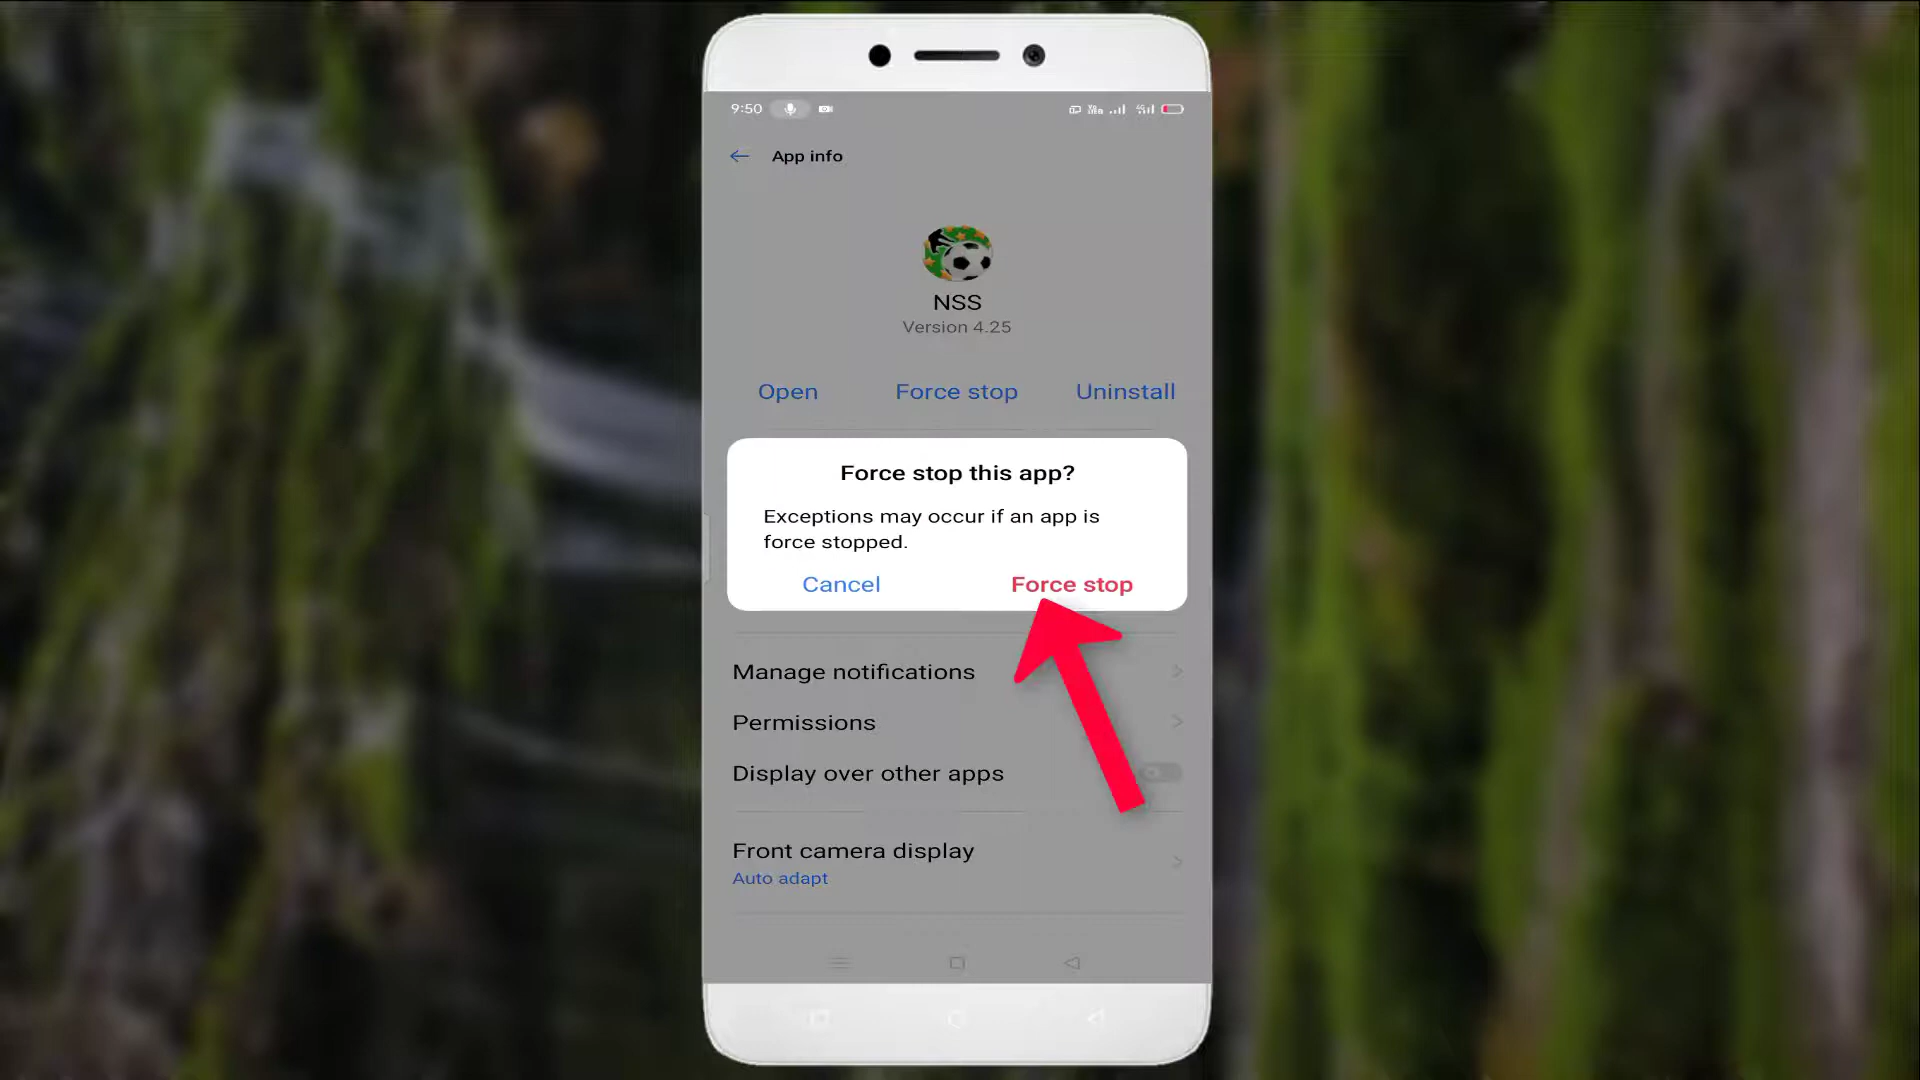 9:50
App info
NSS
Version 4.25
Open Force stop Uninstall
Force stop this app?
Exceptions may occur if an app is
force stopped.
Cancel Force stop
Manage notifications
Permissions
Display over other apps
Front camera display
Auto adapt